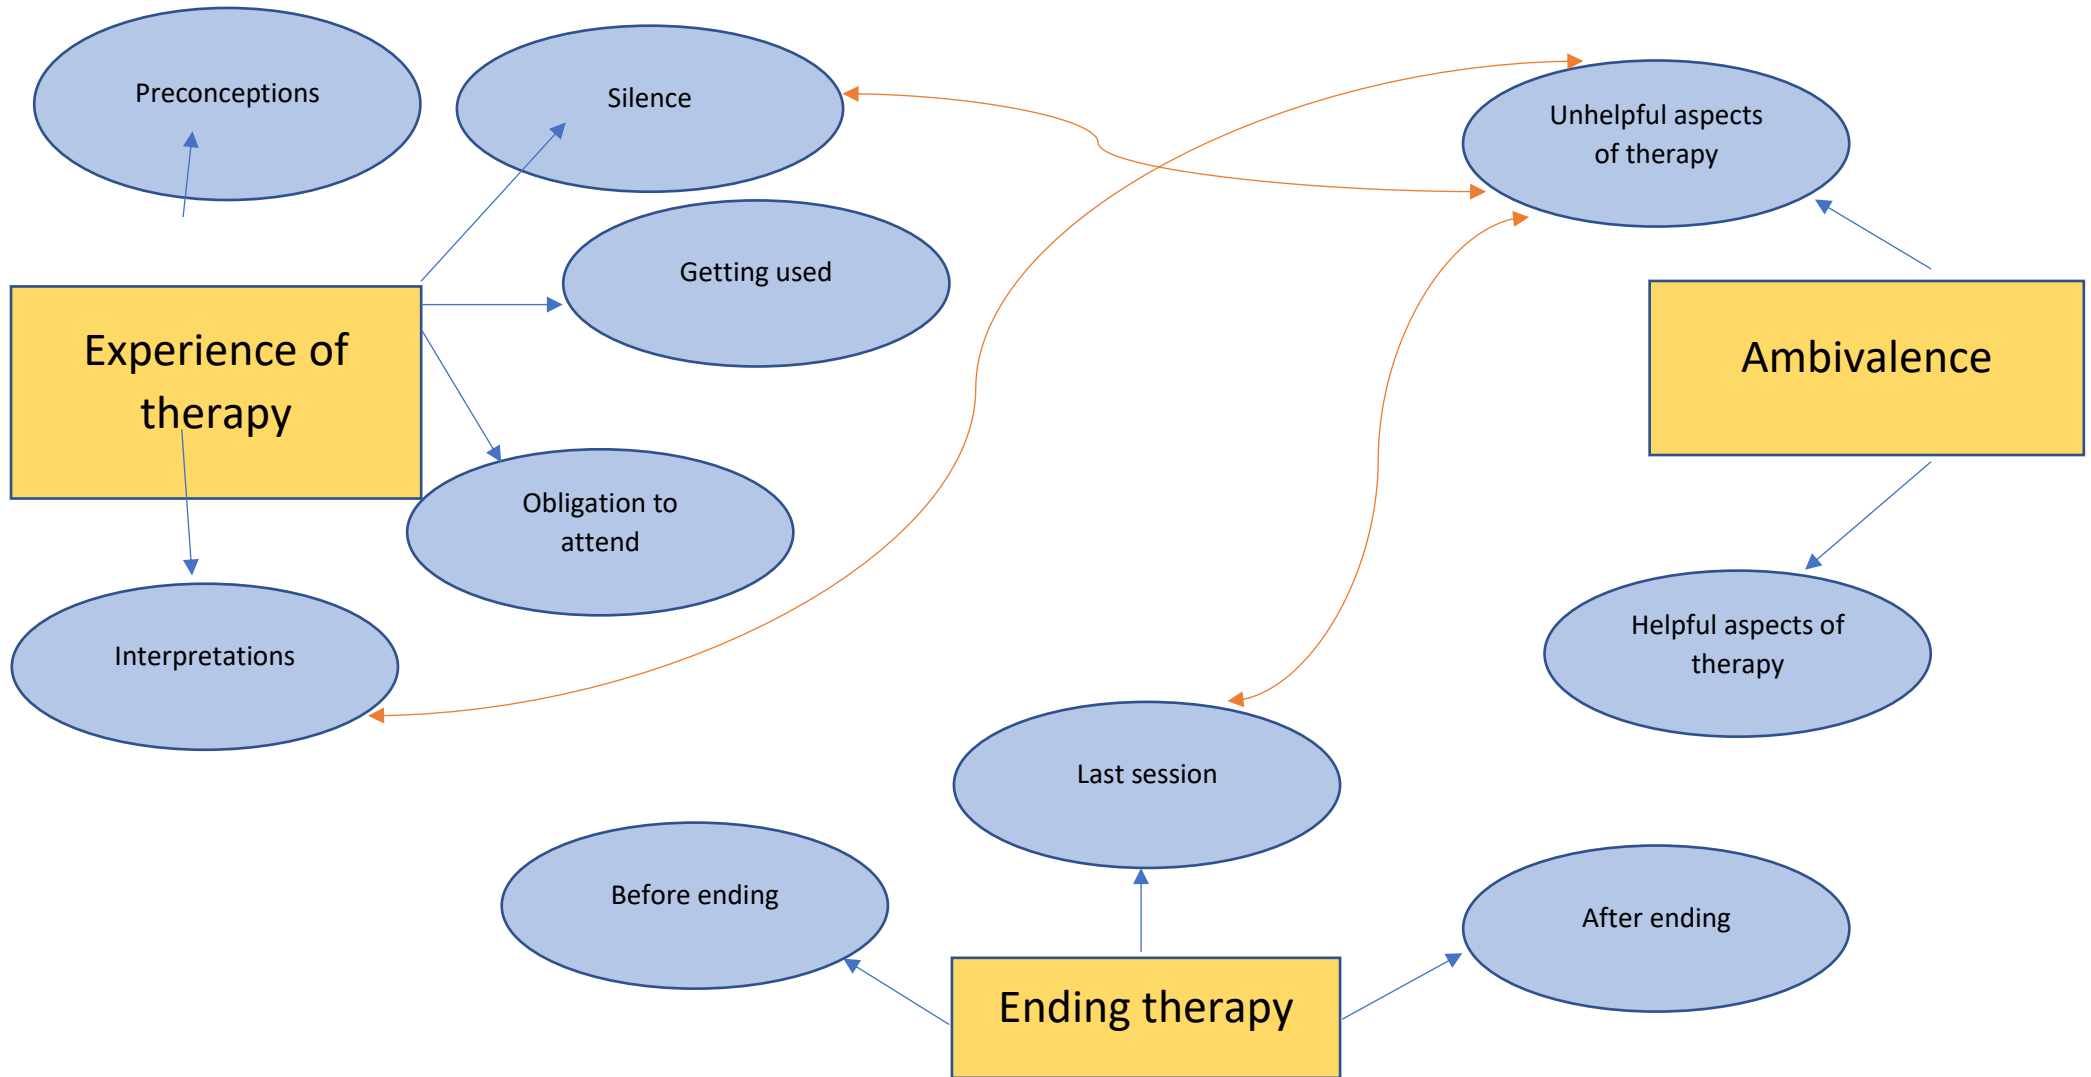 Preconceptions
Silence
Unhelpful aspects
of therapy
Getting used
Experience of
therapy
Ambivalence
Obligation to
attend
Interpretations
Helpful aspects of
therapy
Last session
Before ending
After ending
Ending therapy